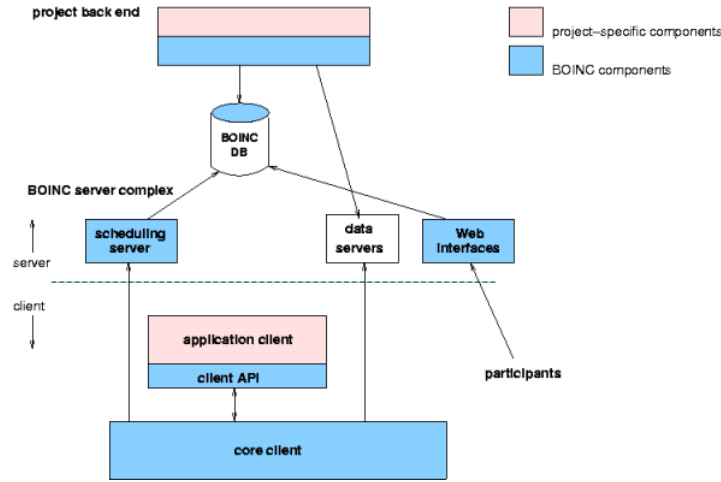 project back end
project-specific components
BOINC components
BOINC
DB
BOINC server complex
scheduling
server
data
servers
Web
interfaces
server
client
application client
client API
participants
core client